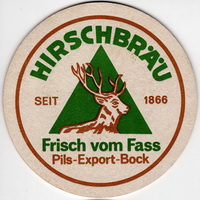 HIRSCHBRÄU
SEIT 1866
Frisch vom Fass
Pils-Export-Bock